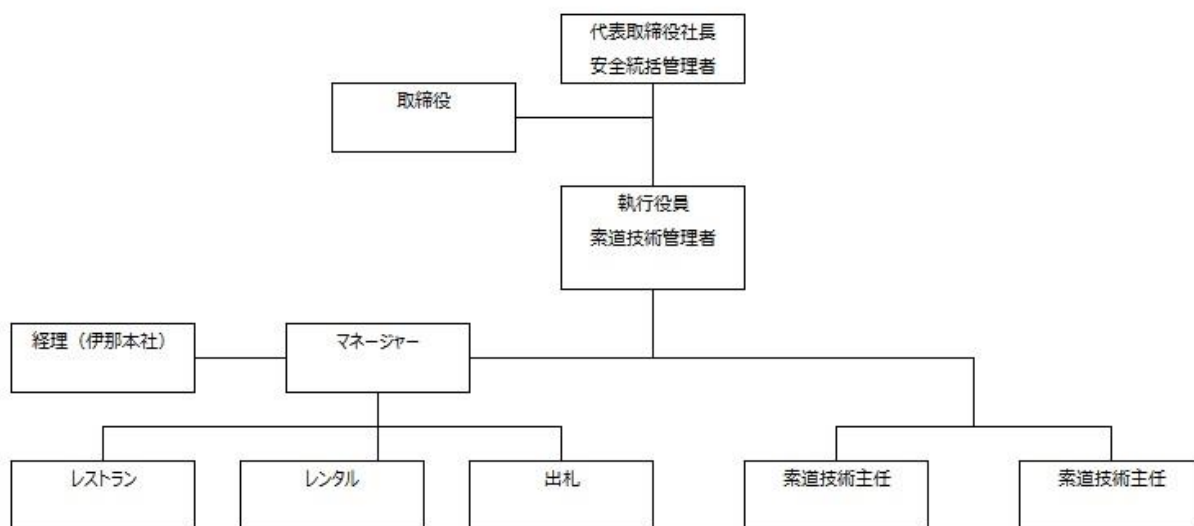 代表取締役社長
安全統括管理者
取締役
執行役員
索道技術管理者
経理（伊那本社）
マネージャー
レストラン
レンタル
出札
索道技術主任
索道技術主任